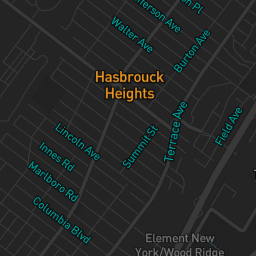 Walter Ave
Burton Ave
Hasbrouck
Heights
Lincoln Ave
Summit St
Terrace Ave
Field Ave
Innes Rd
Marlboro Rd
Columbia Blvd
Element New
York/Wood Ridge